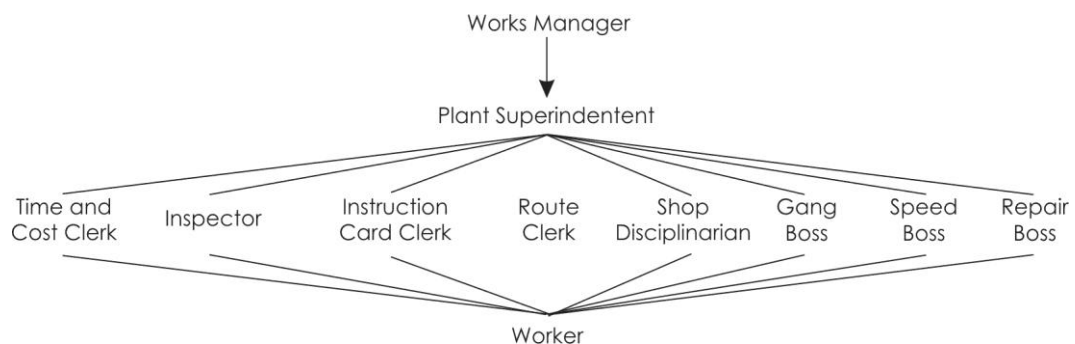 Works Manager
Plant Superindentent
Time and
Cost Clerk
Inspector
Instruction
Card Clerk
Route
Clerk
Shop
Disciplinarian
Gang
Boss
Speed
Boss
Repair
Boss
Worker